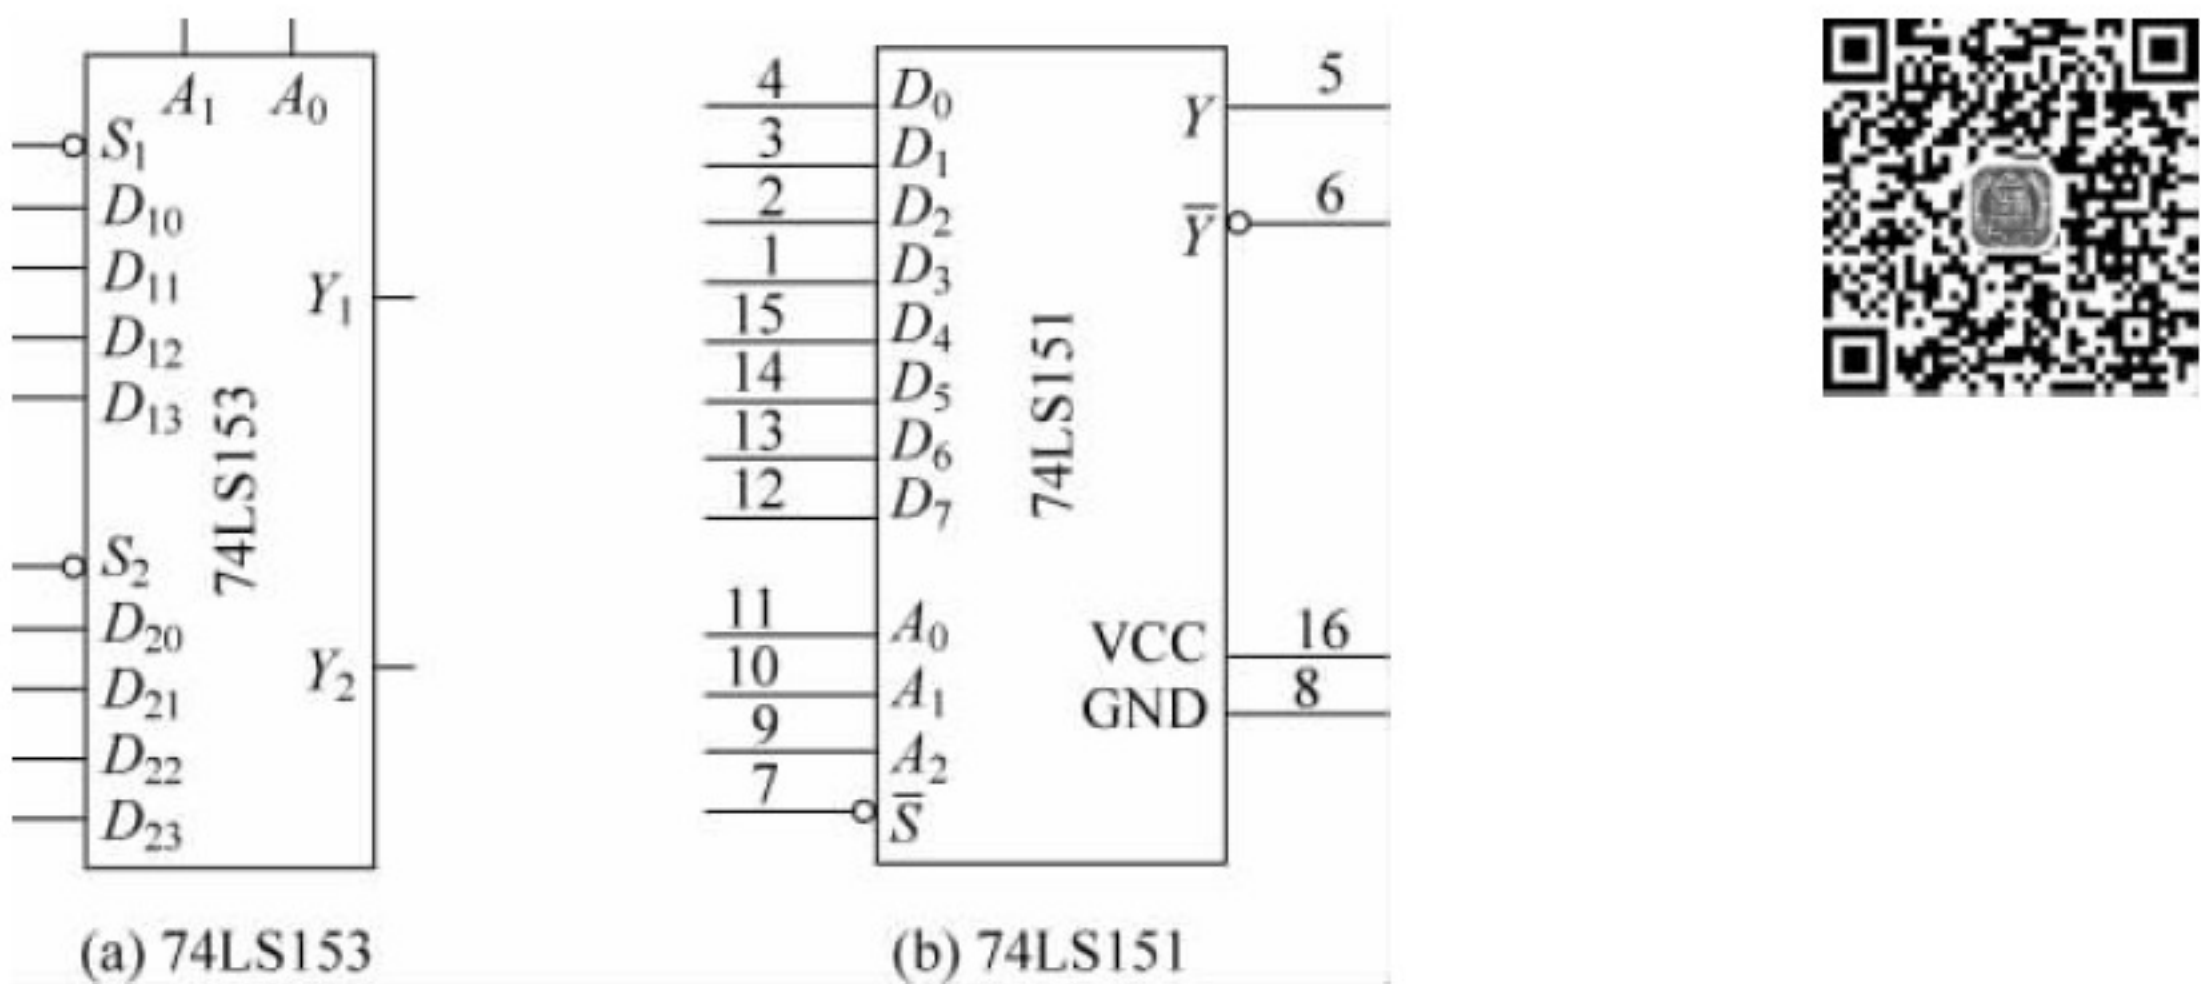 A₁ A₀
S₁
D₁₀
D₁₁
D₁₂
D₁₃
S₂
D₂₀
D₂₁
D₂₂
D₂₃
Y₁
Y₂
74LS153
(a) 74LS153
4 D₀
3 D₁
2 D₂
1 D₃
15 D₄
14 D₅
13 D₆
12 D₇
11 A₀
10 A₁
9 A₂
7 S̅
74LS151
Y 5
Y̅ 6
VCC 16
GND 8
(b) 74LS151